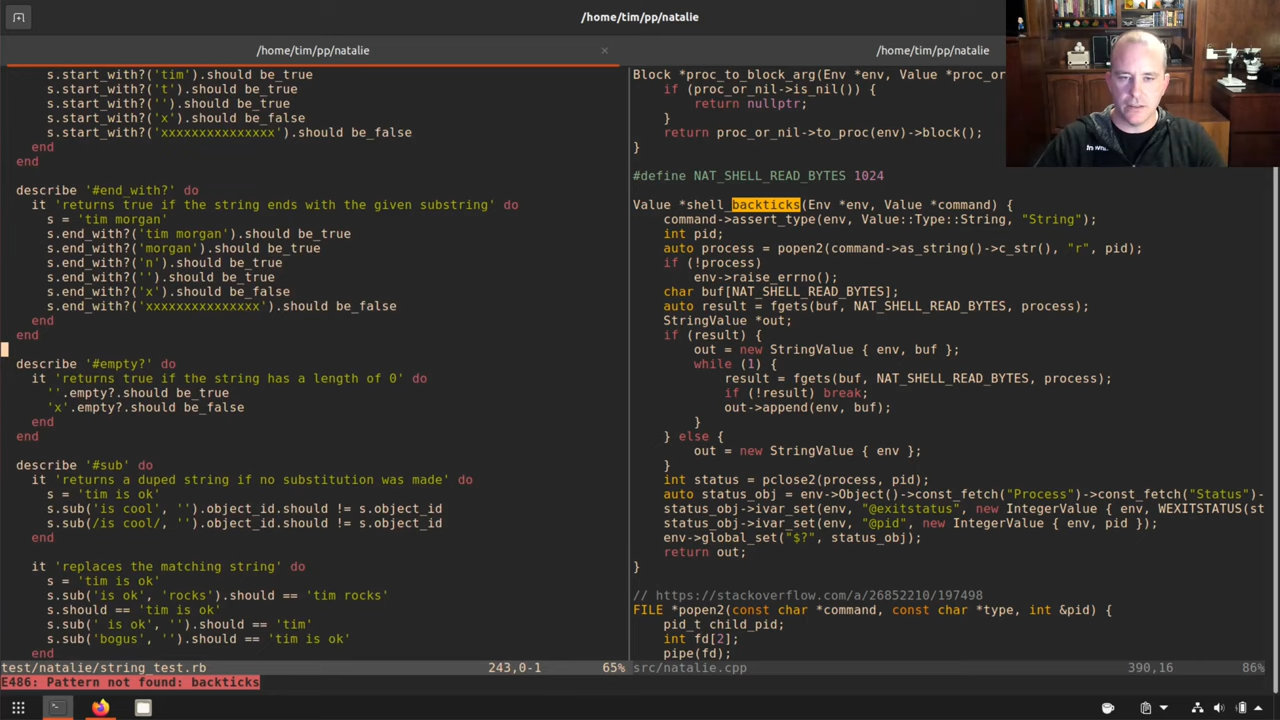 /home/tim/pp/natalie
/home/tim/pp/natalie
s.start_with?('tim').should be_true
s.start_with?('t').should be_true
s.start_with?('').should be_true
s.start_with?('x').should be_false
s.start_with?('xxxxxxxxxxxxxxx').should be_false
end
end
describe '#end_with?' do
it 'returns true if the string ends with the given substring' do
s = 'tim morgan'
s.end_with?('tim morgan').should be_true
s.end_with?('morgan').should be_true
s.end_with?('n').should be_true
s.end_with?('').should be_true
s.end_with?('x').should be_false
s.end_with?('xxxxxxxxxxxxxxx').should be_false
end
end
describe '#empty?' do
it 'returns true if the string has a length of 0' do
''.empty?.should be_true
'x'.empty?.should be_false
end
end
describe '#sub' do
it 'returns a duped string if no substitution was made' do
s = 'tim is ok'
s.sub('is cool', '').object_id.should != s.object_id
s.sub(/is cool/, '').object_id.should != s.object_id
end
it 'replaces the matching string' do
s = 'tim is ok'
s.sub('is ok', 'rocks').should == 'tim rocks'
s.should == 'tim is ok'
s.sub(' is ok', '').should == 'tim'
s.sub('bogus', '').should == 'tim is ok'
end
test/natalie/string_test.rb 243,0-1 65%
E486: Pattern not found: backticks
/home/tim/pp/natalie
Block *proc_to_block_arg(Env *env, Value *proc_or
if (proc_or_nil->is_nil()) {
return nullptr;
}
return proc_or_nil->to_proc(env)->block();
}
#define NAT_SHELL_READ_BYTES 1024
Value *shell_backticks(Env *env, Value *command) {
command->assert_type(env, Value::Type::String, "String");
int pid;
auto process = popen2(command->as_string()->c_str(), "r", pid);
if (!process)
env->raise_errno();
char buf[NAT_SHELL_READ_BYTES];
auto result = fgets(buf, NAT_SHELL_READ_BYTES, process);
StringValue *out;
if (result) {
out = new StringValue { env, buf };
while (1) {
result = fgets(buf, NAT_SHELL_READ_BYTES, process);
if (!result) break;
out->append(env, buf);
}
} else {
out = new StringValue { env };
}
int status = pclose2(process, pid);
auto status_obj = env->Object()->const_fetch("Process")->const_fetch("Status")-
status_obj->ivar_set(env, "@exitstatus", new IntegerValue { env, WEXITSTATUS(st
status_obj->ivar_set(env, "@pid", new IntegerValue { env, pid });
env->global_set("$?", status_obj);
return out;
}
// https://stackoverflow.com/a/26852210/197498
FILE *popen2(const char *command, const char *type, int &pid) {
pid_t child_pid;
int fd[2];
pipe(fd);
src/natalie.cpp 390,16 86%